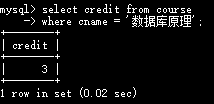 mysql> select credit from course
    -> where cname = '数据库原理';
+--------+
| credit |
+--------+
|      3 |
+--------+
1 row in set (0.02 sec)